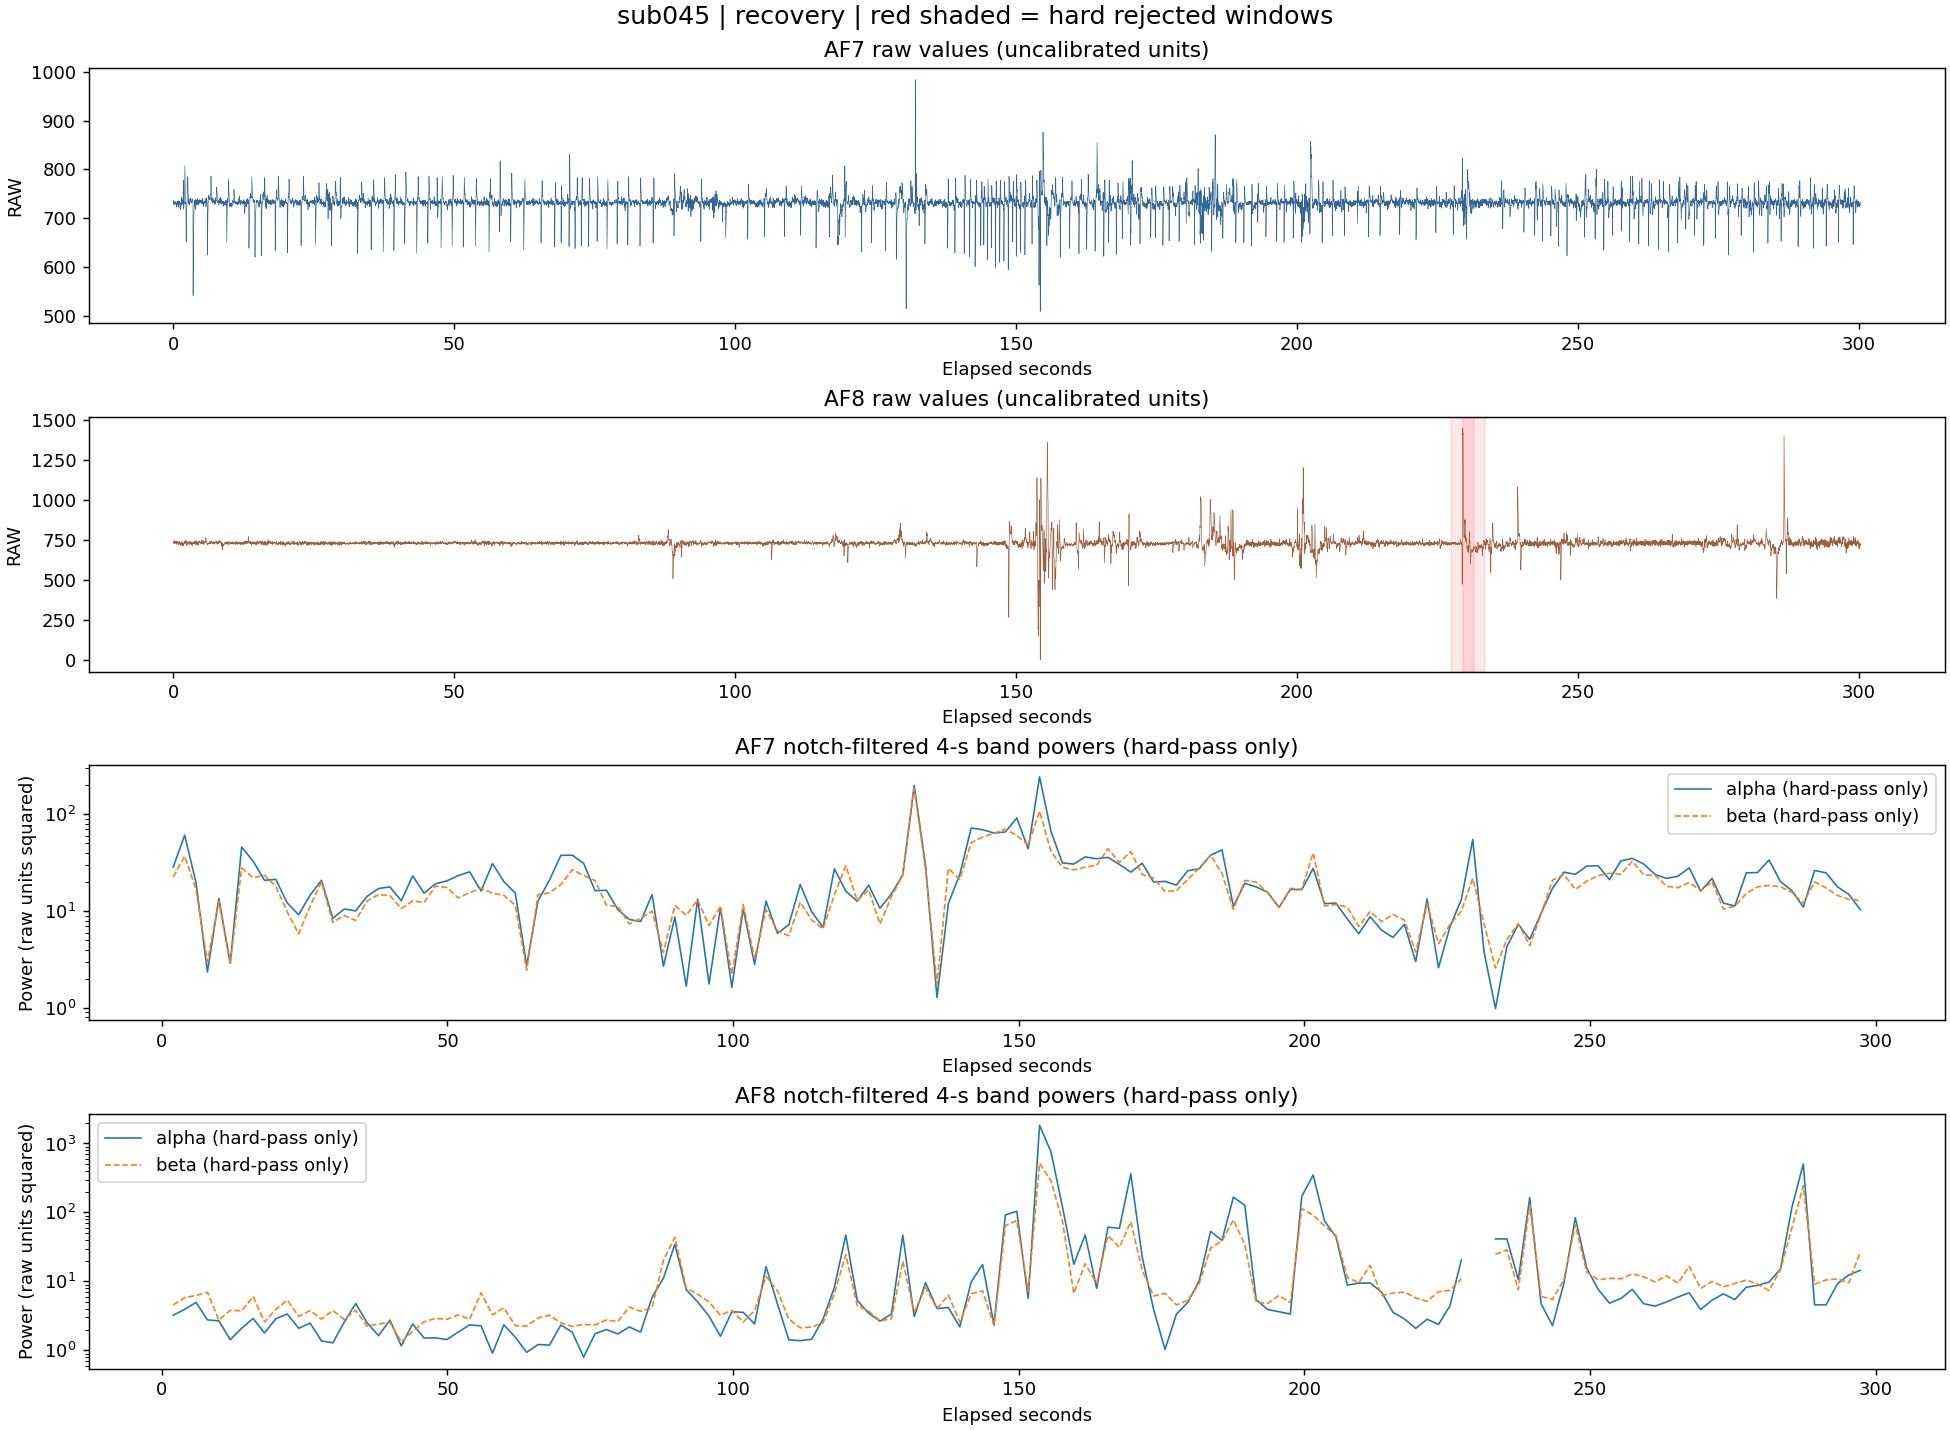 sub045 | recovery | red shaded = hard rejected windows
AF7 raw values (uncalibrated units)
RAW
1000
900
800
700
600
500
0 50 100 150 200 250 300
Elapsed seconds
AF8 raw values (uncalibrated units)
RAW
1500
1250
1000
750
500
250
0
0 50 100 150 200 250 300
Elapsed seconds
AF7 notch-filtered 4-s band powers (hard-pass only)
Power (raw units squared)
10²
10¹
10⁰
alpha (hard-pass only)
beta (hard-pass only)
0 50 100 150 200 250 300
Elapsed seconds
AF8 notch-filtered 4-s band powers (hard-pass only)
Power (raw units squared)
10³
10²
10¹
10⁰
alpha (hard-pass only)
beta (hard-pass only)
0 50 100 150 200 250 300
Elapsed seconds